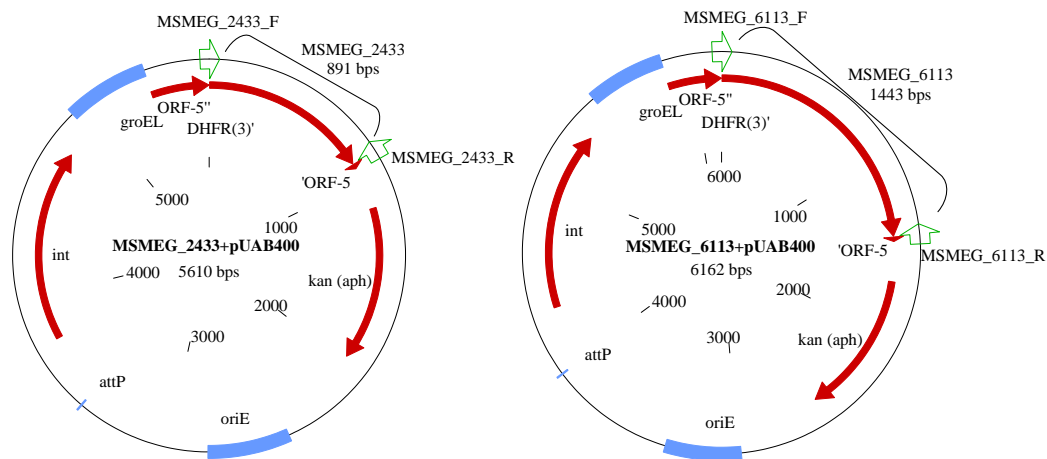 MSMEG_2433_F
MSMEG_2433
891 bps
ORF-5''
groEL
DHFR(3)'
MSMEG_2433_R
'ORF-5
5000
1000
MSMEG_2433+pUAB400
int
4000
5610 bps
kan (aph)
2000
3000
attP
oriE
MSMEG_6113_F
MSMEG_6113
1443 bps
ORF-5''
groEL
DHFR(3)'
6000
5000
1000
int
MSMEG_6113+pUAB400
'ORF-5
MSMEG_6113_R
6162 bps
4000
2000
3000
kan (aph)
attP
oriE